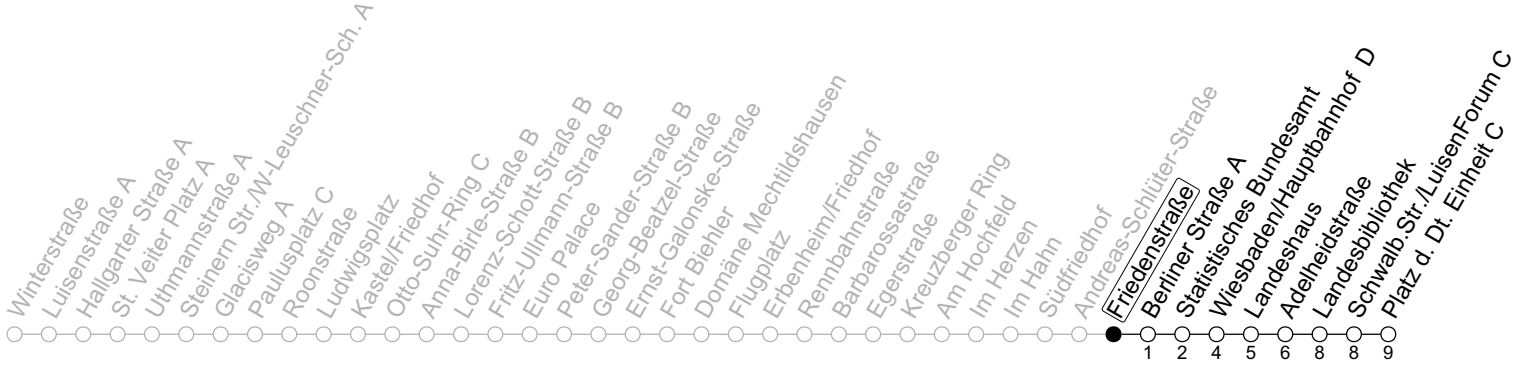 Winterstraße
Luisenstraße A
Hallgarter Straße A
St. Veiter Platz A
Uthmannstraße A
Steinern Str./W-Leuschner-Sch. A
Glacisweg A
Paulusplatz C
Roonstraße
Ludwigsplatz
Kastel/Friedhof
Otto-Suhr-Ring C
Anna-Birle-Straße B
Lorenz-Schott-Straße B
Fritz-Ullmann-Straße B
Euro Palace
Peter-Sander-Straße B
Georg-Beatzel-Straße
Ernst-Galonske-Straße
Fort Biehler
Domäne Mechtildshausen
Flugplatz
Erbenheim/Friedhof
Rennbahnstraße
Barbarossastraße
Egerstraße
Kreuzberger Ring
Am Hochfeld
Im Herzen
Im Hahn
Südfriedhof
Andreas-Schlüter-Straße
Friedenstraße
Berliner Straße A
Statistisches Bundesamt
Wiesbaden/Hauptbahnhof D
Landeshaus
Adelheidstraße
Landesbibliothek
Schwalb.Str./LuisenForum C
Platz d. Dt. Einheit C
1 2 4 5 6 8 8 9